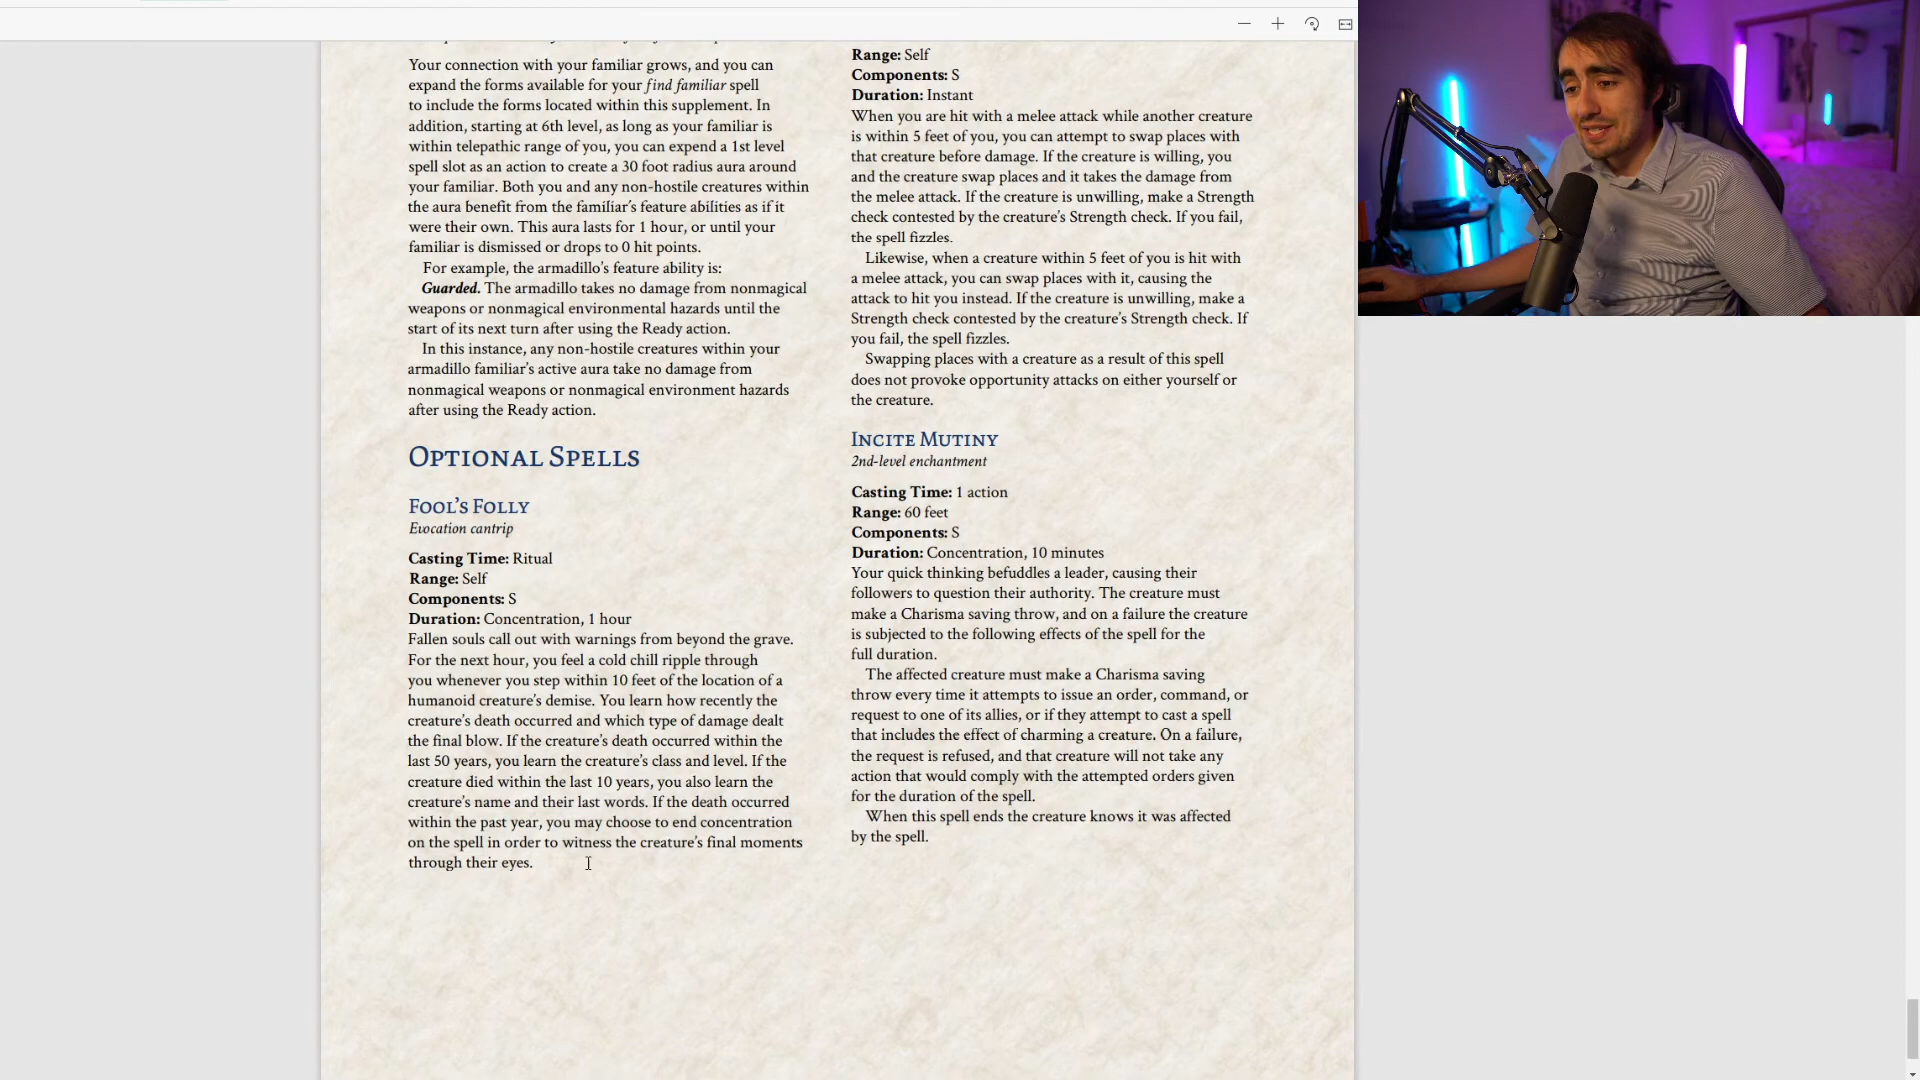 Your connection with your familiar grows, and you can
expand the forms available for your find familiar spell
to include the forms located within this supplement. In
addition, starting at 6th level, as long as your familiar is
within telepathic range of you, you can expend a 1st level
spell slot as an action to create a 30 foot radius aura around
your familiar. Both you and any non-hostile creatures within
the aura benefit from the familiar's feature abilities as if it
were their own. This aura lasts for 1 hour, or until your
familiar is dismissed or drops to 0 hit points.
For example, the armadillo's feature ability is:
Guarded. The armadillo takes no damage from nonmagical
weapons or nonmagical environmental hazards until the
start of its next turn after using the Ready action.
In this instance, any non-hostile creatures within your
armadillo familiar's active aura take no damage from
nonmagical weapons or nonmagical environment hazards
after using the Ready action.
Optional Spells
Fool's Folly
Evocation cantrip
Casting Time: Ritual
Range: Self
Components: S
Duration: Concentration, 1 hour
Fallen souls call out with warnings from beyond the grave.
For the next hour, you feel a cold chill ripple through
you whenever you step within 10 feet of the location of a
humanoid creature's demise. You learn how recently the
creature's death occurred and which type of damage dealt
the final blow. If the creature's death occurred within the
last 50 years, you learn the creature's class and level. If the
creature died within the last 10 years, you also learn the
creature's name and their last words. If the death occurred
within the past year, you may choose to end concentration
on the spell in order to witness the creature's final moments
through their eyes.
Range: Self
Components: S
Duration: Instant
When you are hit with a melee attack while another creature
is within 5 feet of you, you can attempt to swap places with
that creature before damage. If the creature is willing, you
and the creature swap places and it takes the damage from
the melee attack. If the creature is unwilling, make a Strength
check contested by the creature's Strength check. If you fail,
the spell fizzles.
Likewise, when a creature within 5 feet of you is hit with
a melee attack, you can swap places with it, causing the
attack to hit you instead. If the creature is unwilling, make a
Strength check contested by the creature's Strength check. If
you fail, the spell fizzles.
Swapping places with a creature as a result of this spell
does not provoke opportunity attacks on either yourself or
the creature.
Incite Mutiny
2nd-level enchantment
Casting Time: 1 action
Range: 60 feet
Components: S
Duration: Concentration, 10 minutes
Your quick thinking befuddles a leader, causing their
followers to question their authority. The creature must
make a Charisma saving throw, and on a failure the creature
is subjected to the following effects of the spell for the
full duration.
The affected creature must make a Charisma saving
throw every time it attempts to issue an order, command, or
request to one of its allies, or if they attempt to cast a spell
that includes the effect of charming a creature. On a failure,
the request is refused, and that creature will not take any
action that would comply with the attempted orders given
for the duration of the spell.
When this spell ends the creature knows it was affected
by the spell.